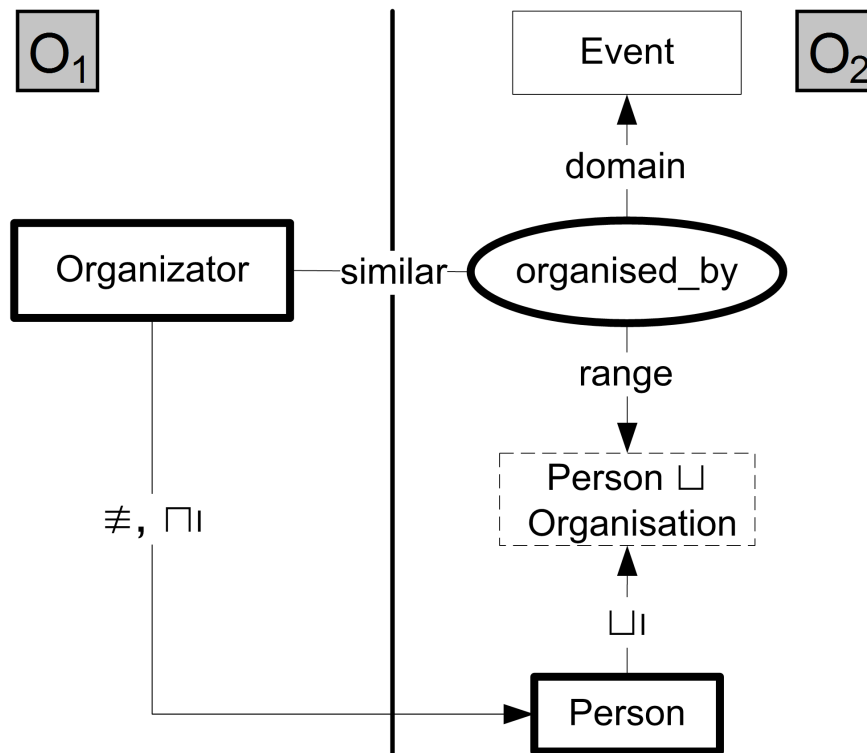 O₁
Event
O₂
domain
Organizator
similar
organised_by
range
Person ⊔
Organisation
≢, ⊓ı
⊔ı
Person